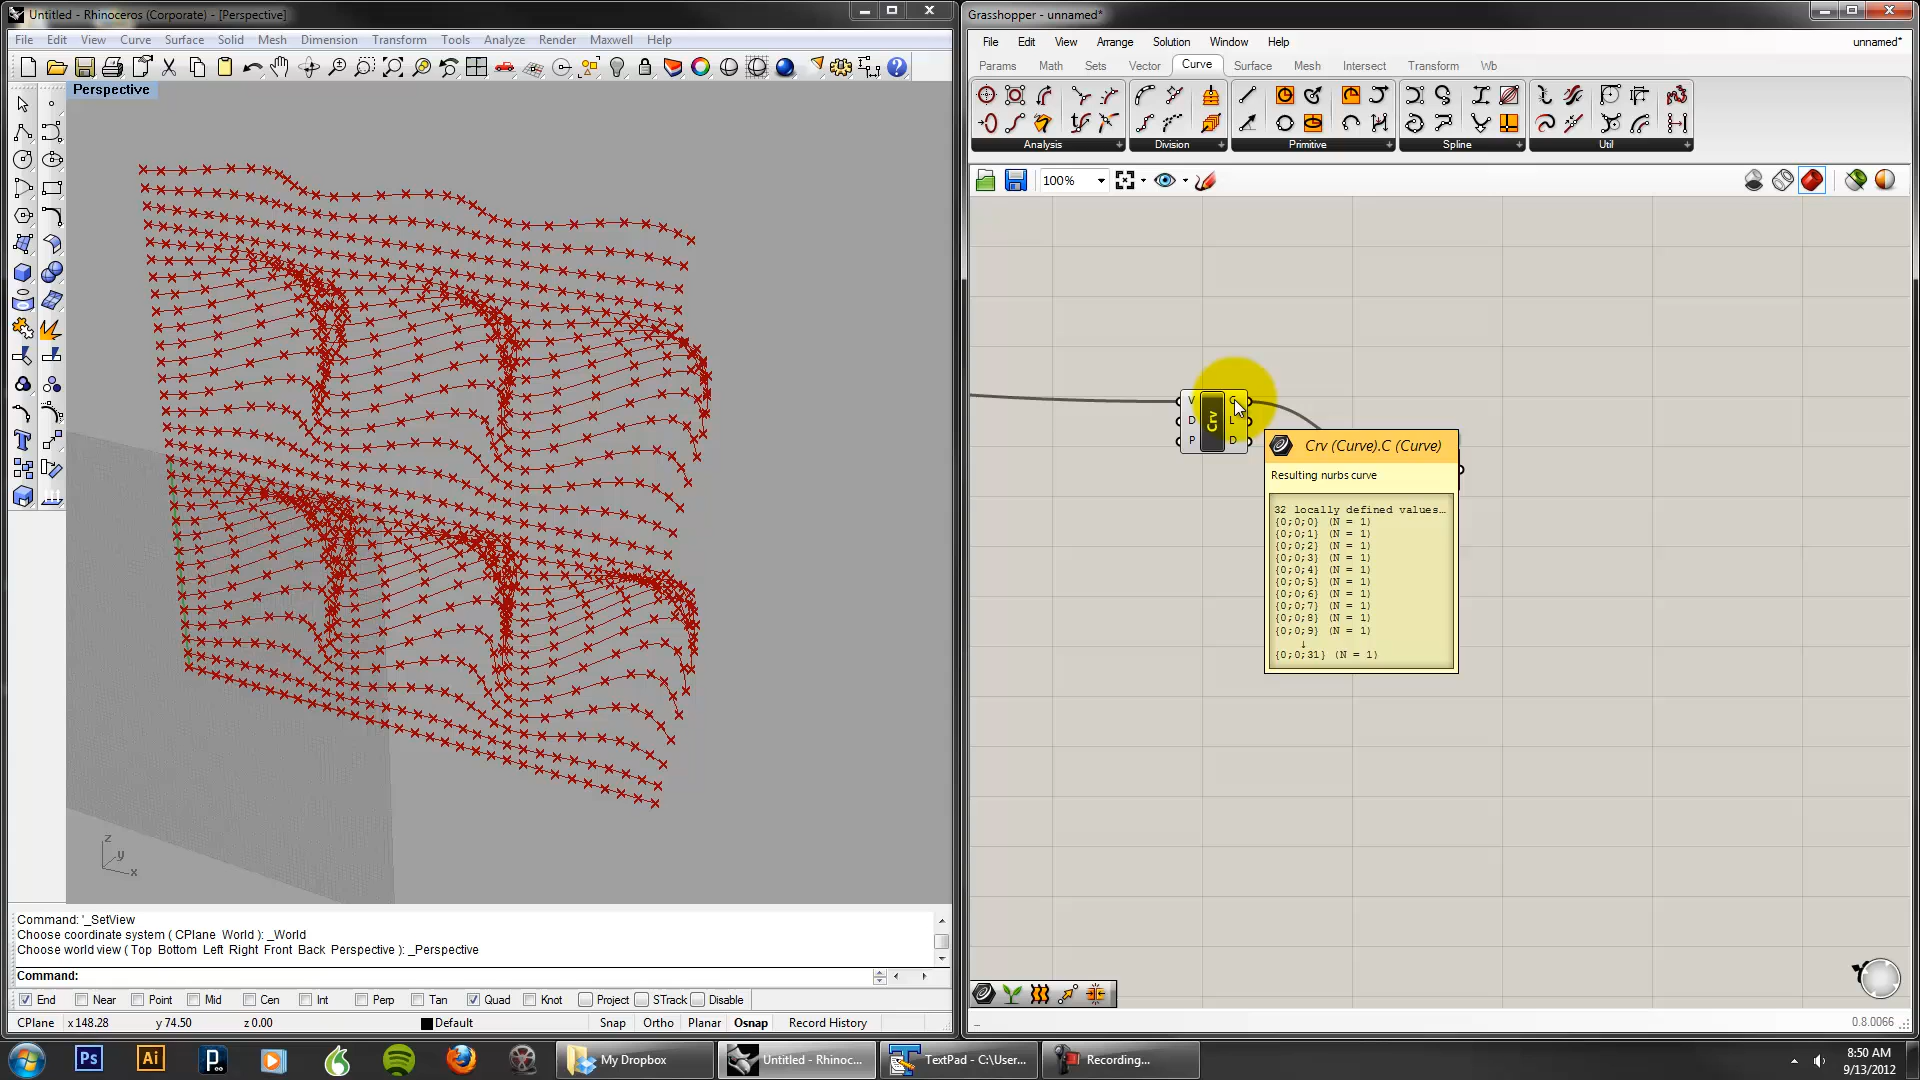 Untitled - Rhinoceros (Corporate) - [Perspective]
File Edit View Curve Surface Solid Mesh Dimension Transform Tools Analyze Render Maxwell Help
Perspective
z
y
x
Command: '_SetView
Choose coordinate system ( CPlane World ): _World
Choose world view ( Top Bottom Left Right Front Back Perspective ): _Perspective
Command:
End Near Point Mid Cen Int Perp Tan Quad Knot Project STrack Disable
CPlane x 148.28 y 74.50 z 0.00 Default Snap Ortho Planar Osnap Record History
Grasshopper - unnamed*
File Edit View Arrange Solution Window Help unnamed*
Params Math Sets Vector Curve Surface Mesh Intersect Transform Wb
Analysis Division Primitive Spline Util
100%
V
D
P
Crv
C
L
D
Crv (Curve).C (Curve)
Resulting nurbs curve
32 locally defined values...
{0;0;0} (N = 1)
{0;0;1} (N = 1)
{0;0;2} (N = 1)
{0;0;3} (N = 1)
{0;0;4} (N = 1)
{0;0;5} (N = 1)
{0;0;6} (N = 1)
{0;0;7} (N = 1)
{0;0;8} (N = 1)
{0;0;9} (N = 1)
↓
{0;0;31} (N = 1)
0.8.0066
Ps Ai P.. My Dropbox Untitled - Rhinoc... TextPad - C:\User... Recording...
8:50 AM
9/13/2012